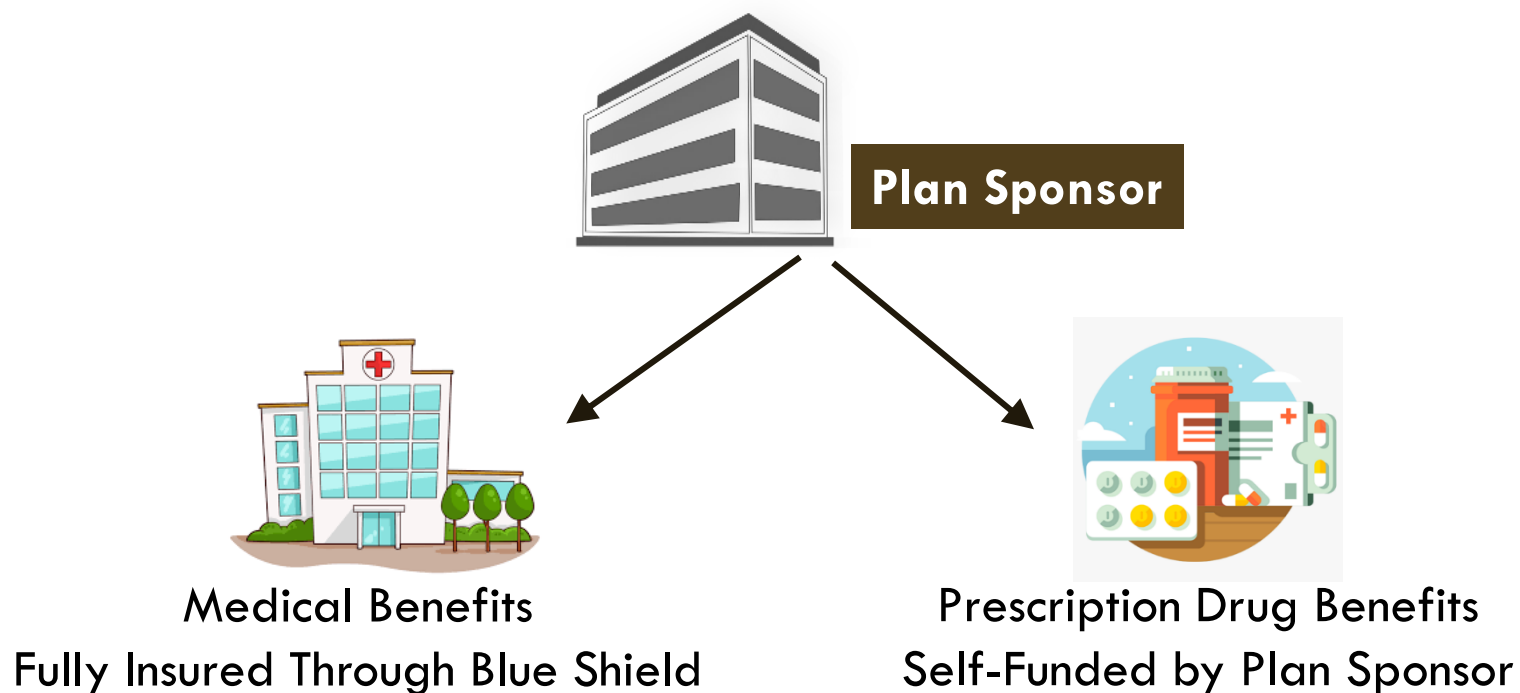 Plan Sponsor
Medical Benefits
Fully Insured Through Blue Shield
Prescription Drug Benefits
Self-Funded by Plan Sponsor